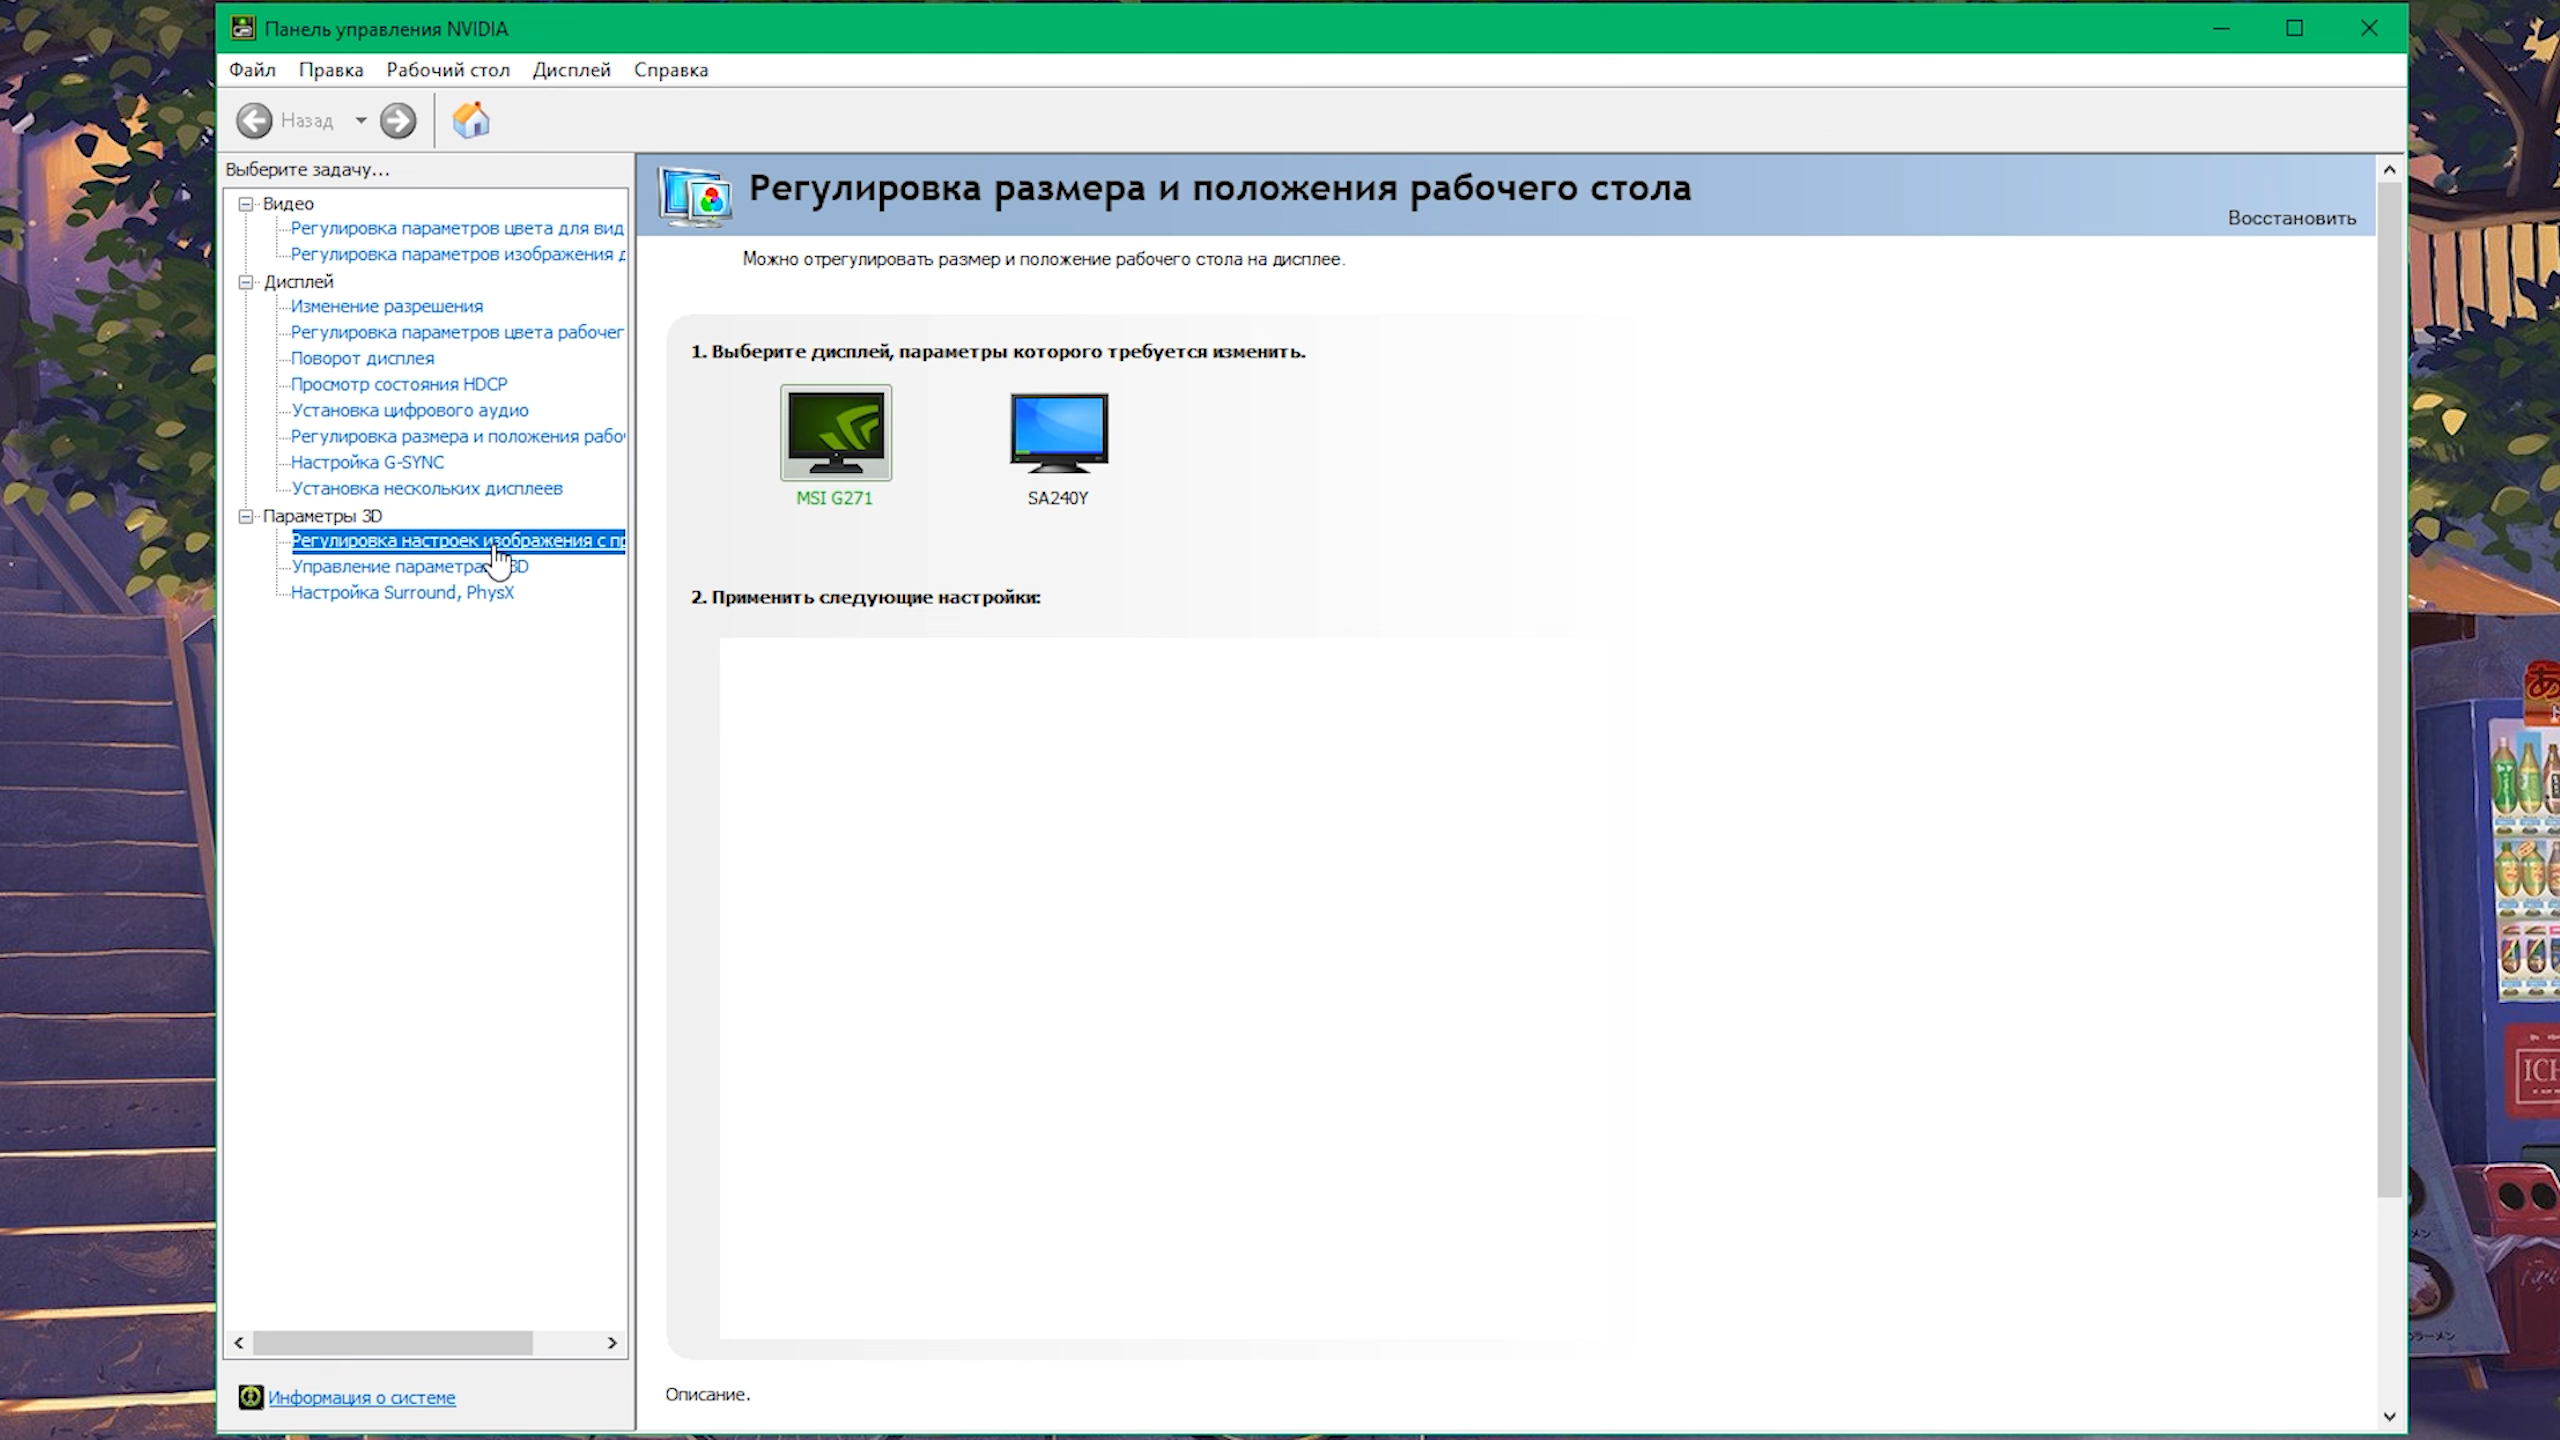 Панель управления NVIDIA
Файл Правка Рабочий стол Дисплей Справка
Назад
Выберите задачу...
Видео
Регулировка параметров цвета для вид
Регулировка параметров изображения д
Дисплей
Изменение разрешения
Регулировка параметров цвета рабочег
Поворот дисплея
Просмотр состояния HDCP
Установка цифрового аудио
Регулировка размера и положения рабо
Настройка G-SYNC
Установка нескольких дисплеев
Параметры 3D
Регулировка настроек изображения с пр
Управление 3D
Настройка Surround, PhysX
Информация о системе
Регулировка размера и положения рабочего стола
Восстановить
Можно отрегулировать размер и положение рабочего стола на дисплее.
1. Выберите дисплей, параметры которого требуется изменить.
MSI G271
SA240Y
2. Применить следующие настройки:
Описание.
あ
ICH